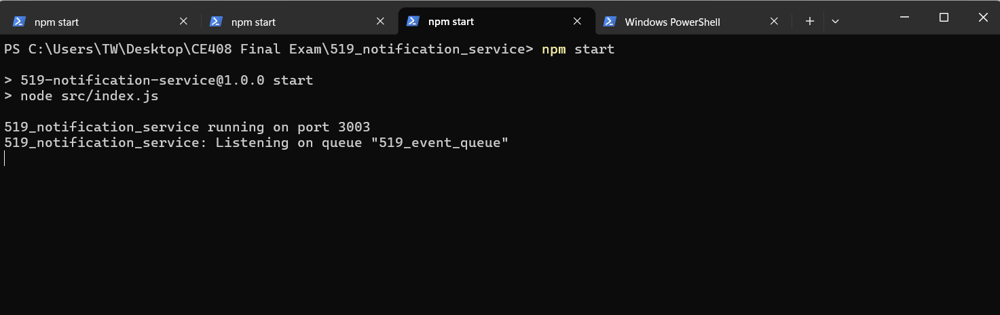 npm start
npm start
npm start
Windows PowerShell
PS C:\Users\TW\Desktop\CE408 Final Exam\519_notification_service> npm start
> 519-notification-service@1.0.0 start
> node src/index.js
519_notification_service running on port 3003
519_notification_service: Listening on queue "519_event_queue"